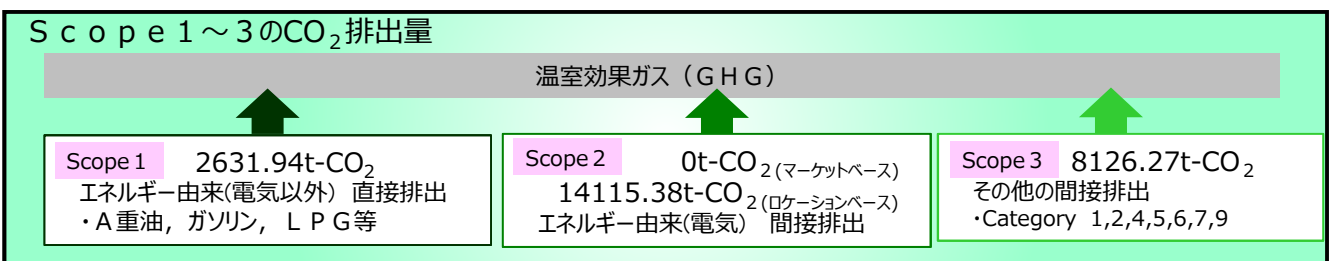 Ｓｃｏｐｅ１～３のCO2排出量
温室効果ガス（ＧＨＧ）
Scope１ 2631.94t-CO2
エネルギー由来(電気以外) 直接排出
・Ａ重油，ガソリン，ＬＰＧ等
Scope２ 0t-CO2(マーケットベース)
14115.38t-CO2(ロケーションベース)
エネルギー由来(電気) 間接排出
Scope３ 8126.27t-CO2
その他の間接排出
・Category 1,2,4,5,6,7,9